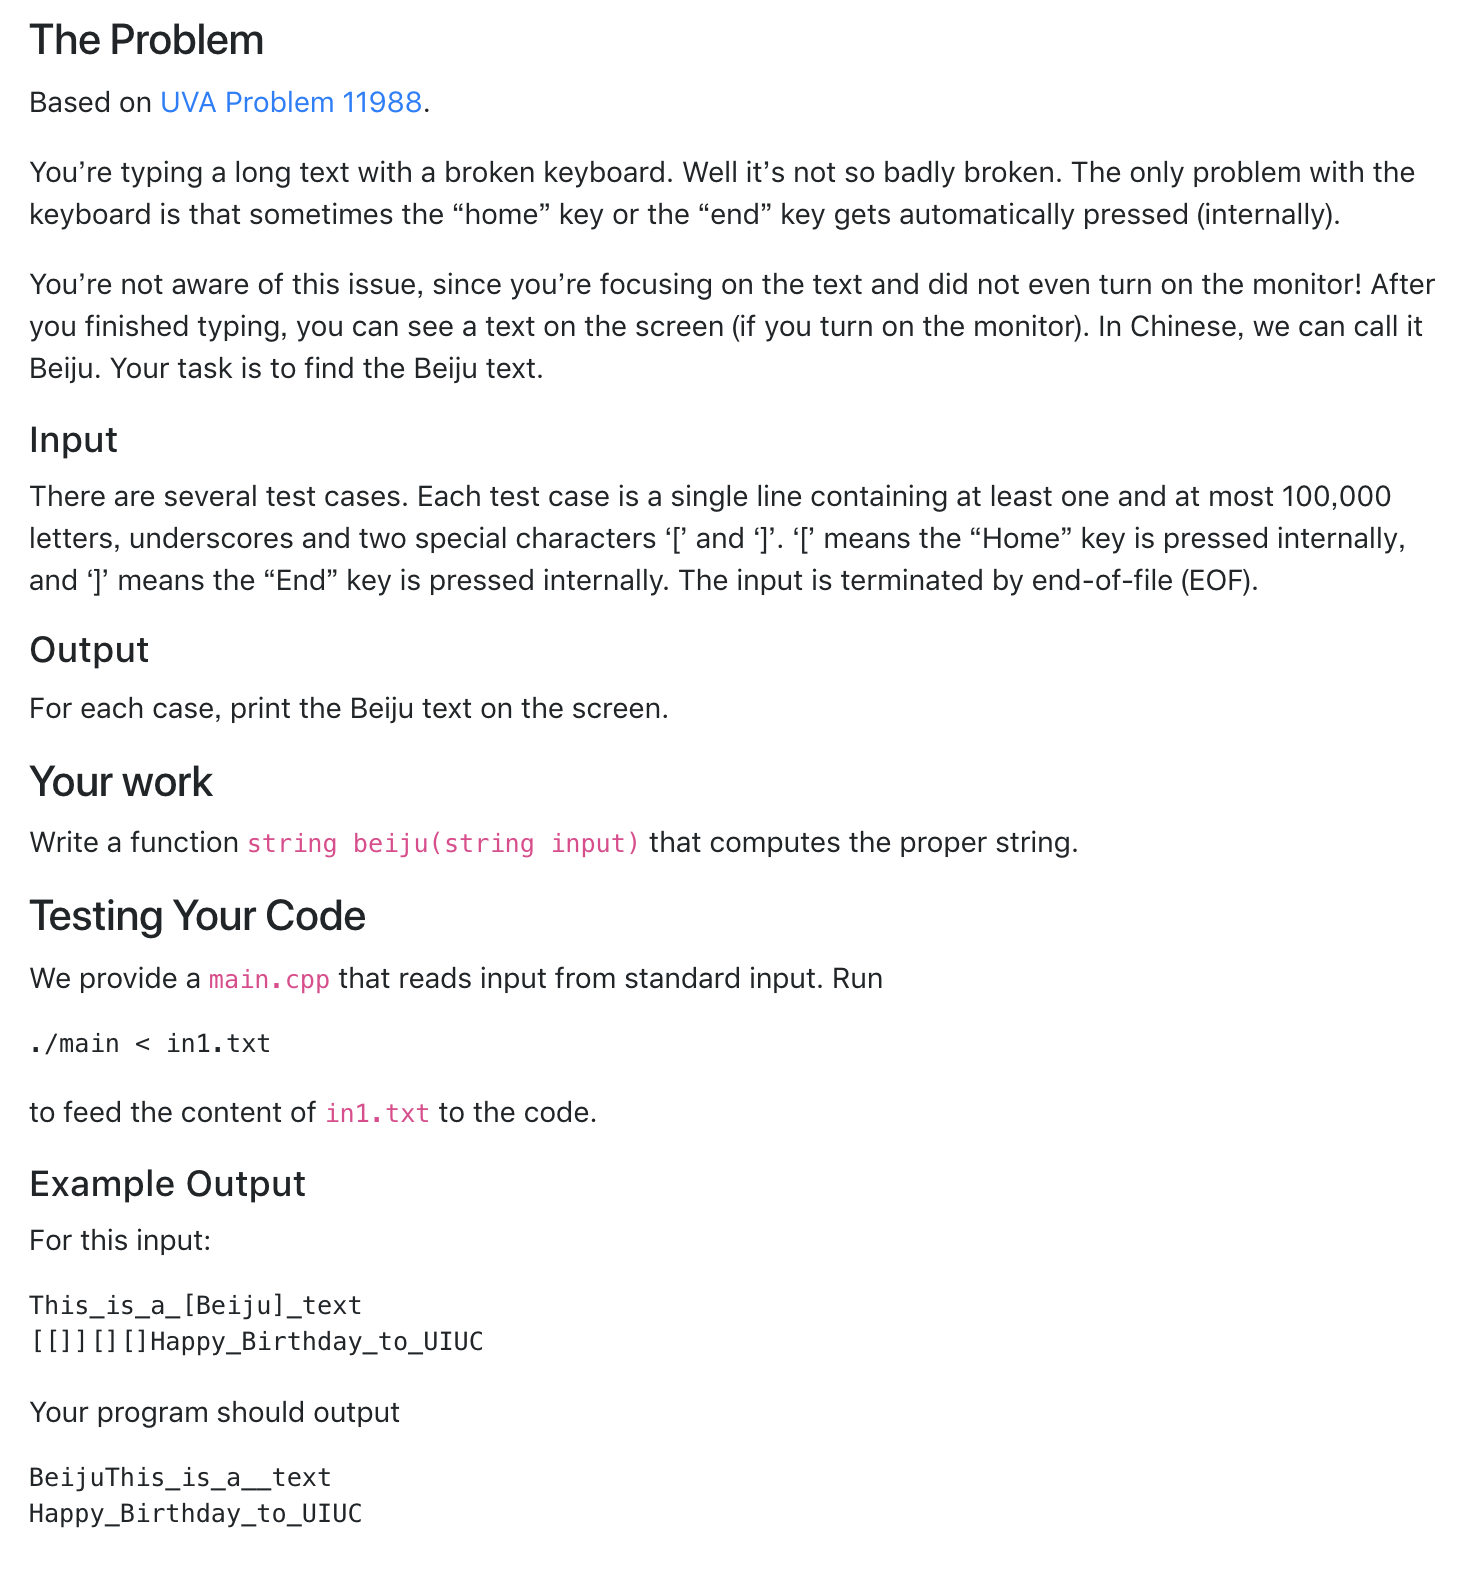 The Problem
Based on UVA Problem 11988.
You’re typing a long text with a broken keyboard. Well it’s not so badly broken. The only problem with the
keyboard is that sometimes the “home” key or the “end” key gets automatically pressed (internally).
You’re not aware of this issue, since you’re focusing on the text and did not even turn on the monitor! After
you finished typing, you can see a text on the screen (if you turn on the monitor). In Chinese, we can call it
Beiju. Your task is to find the Beiju text.
Input
There are several test cases. Each test case is a single line containing at least one and at most 100,000
letters, underscores and two special characters ‘[’ and ‘]’. ‘[’ means the “Home” key is pressed internally,
and ‘]’ means the “End” key is pressed internally. The input is terminated by end-of-file (EOF).
Output
For each case, print the Beiju text on the screen.
Your work
Write a function string beiju(string input) that computes the proper string.
Testing Your Code
We provide a main.cpp that reads input from standard input. Run
./main < in1.txt
to feed the content of in1.txt to the code.
Example Output
For this input:
This_is_a_[Beiju]_text
[[]][][]Happy_Birthday_to_UIUC
Your program should output
BeijuThis_is_a__text
Happy_Birthday_to_UIUC